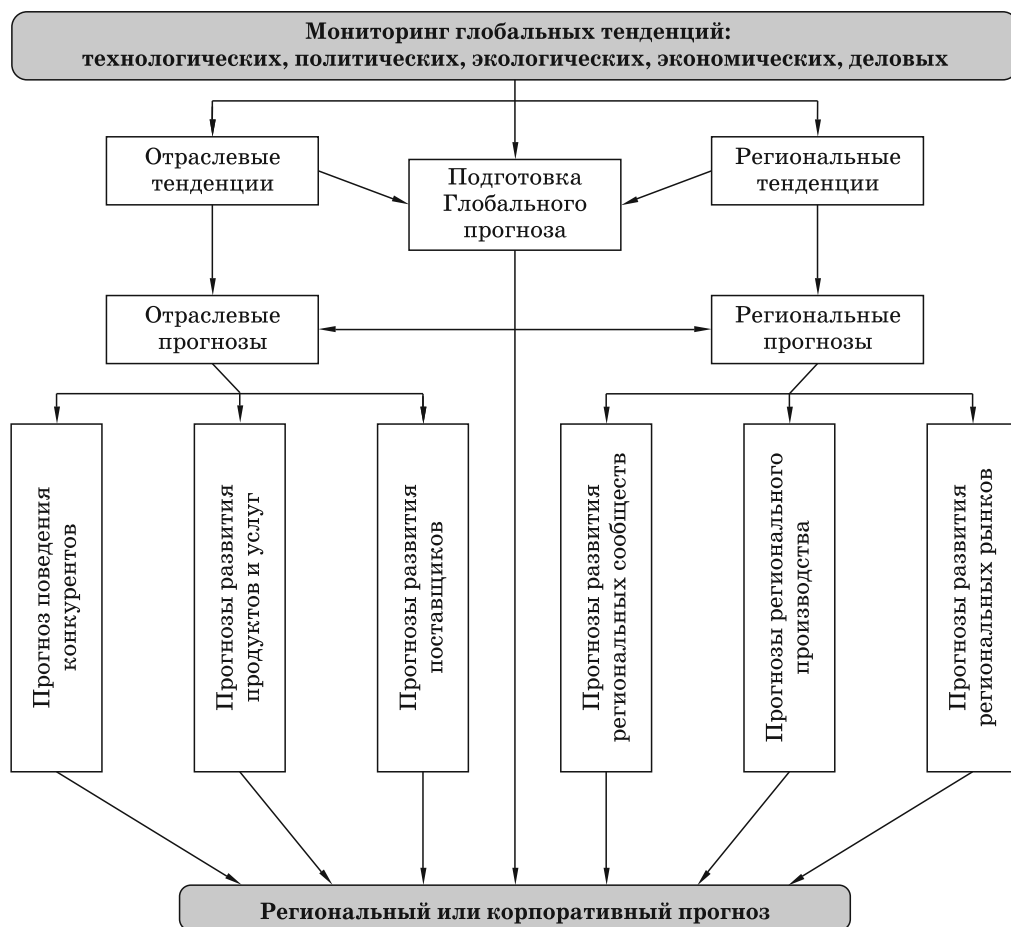 Мониторинг глобальных тенденций:
технологических, политических, экологических, экономических, деловых
Отраслевые
тенденции
Подготовка
Глобального
прогноза
Региональные
тенденции
Отраслевые
прогнозы
Региональные
прогнозы
Прогноз поведения
конкурентов
Прогнозы развития
продуктов и услуг
Прогнозы развития
поставщиков
Прогнозы развития
региональных сообществ
Прогнозы регионального
производства
Прогнозы развития
региональных рынков
Региональный или корпоративный прогноз